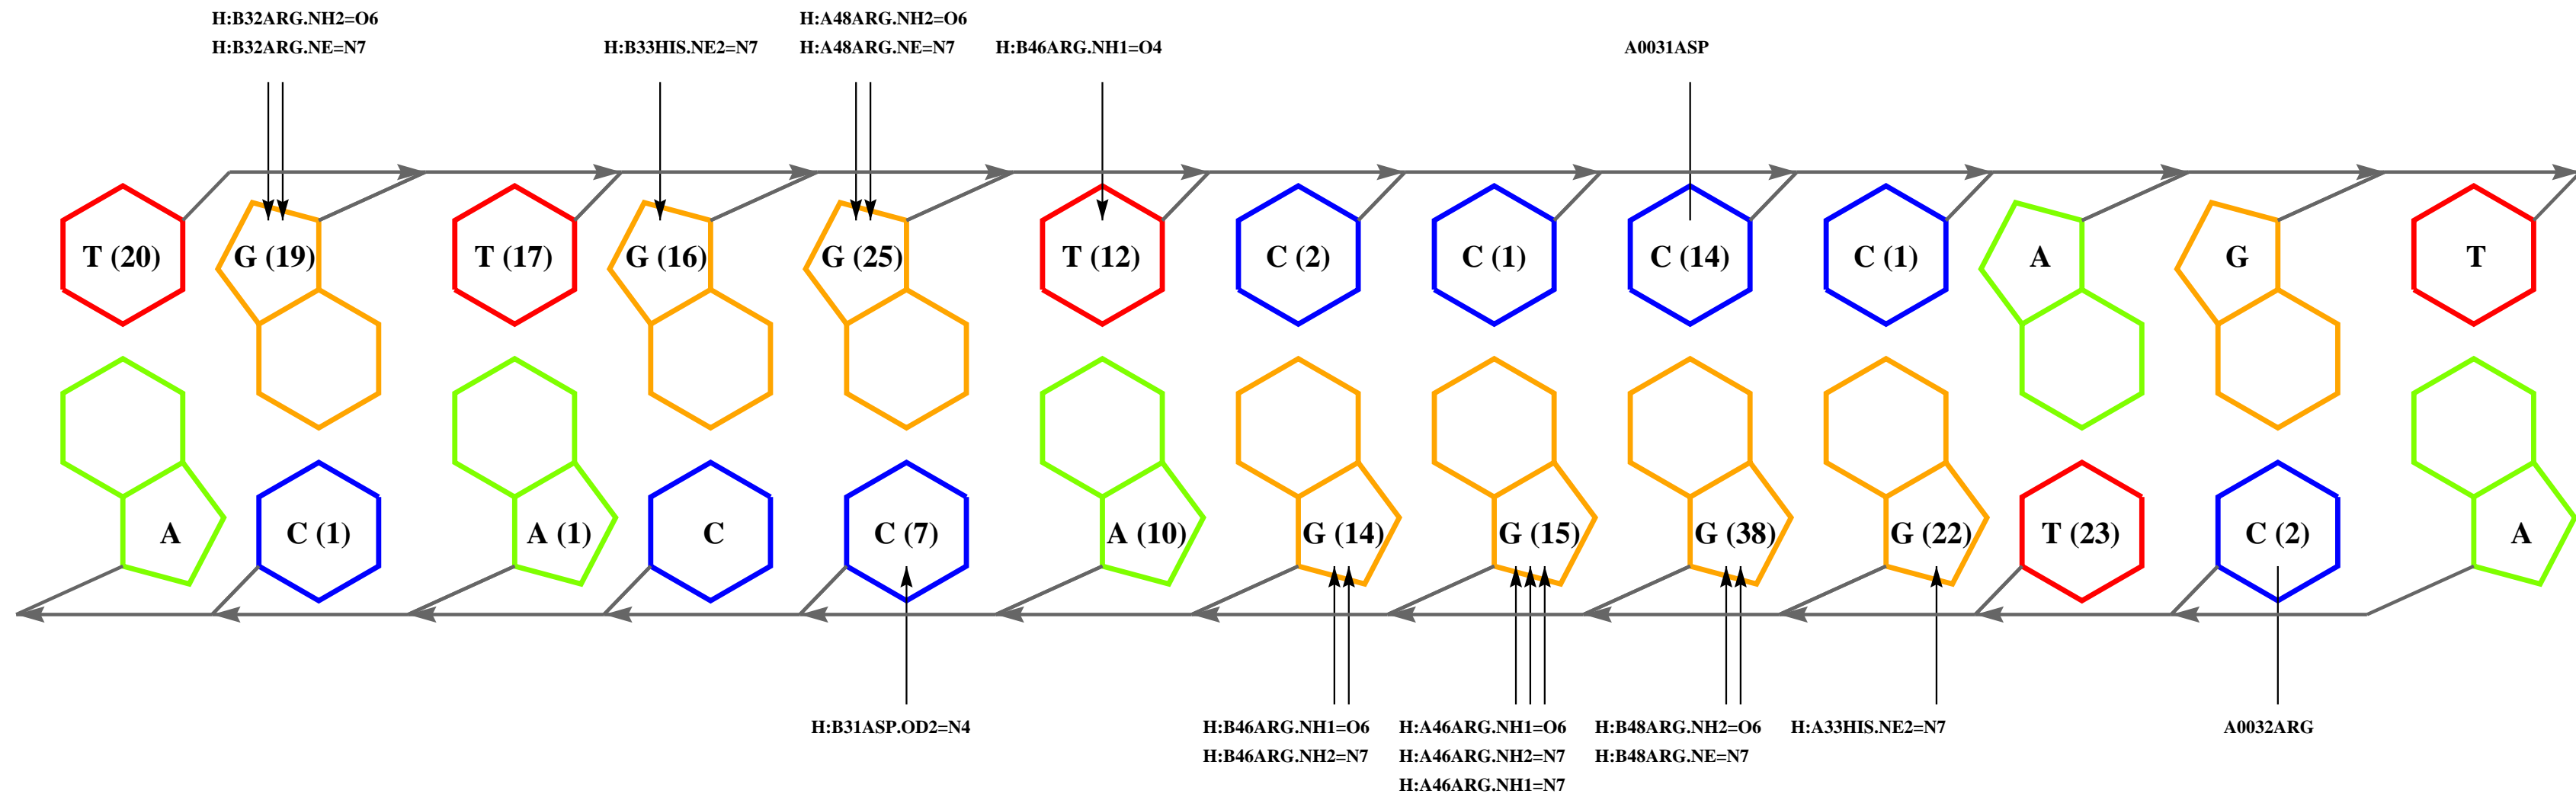 H:B32ARG.NH2=O6
H:B32ARG.NE=N7
H:B33HIS.NE2=N7
H:A48ARG.NH2=O6
H:A48ARG.NE=N7
H:B46ARG.NH1=O4
A0031ASP
T (20) G (19) T (17) G (16) G (25) T (12) C (2) C (1) C (14) C (1) A G T
A C (1) A (1) C C (7) A (10) G (14) G (15) G (38) G (22) T (23) C (2) A
H:B31ASP.OD2=N4
H:B46ARG.NH1=O6
H:B46ARG.NH2=N7
H:A46ARG.NH1=O6
H:A46ARG.NH2=N7
H:A46ARG.NH1=N7
H:B48ARG.NH2=O6
H:B48ARG.NE=N7
H:A33HIS.NE2=N7
A0032ARG